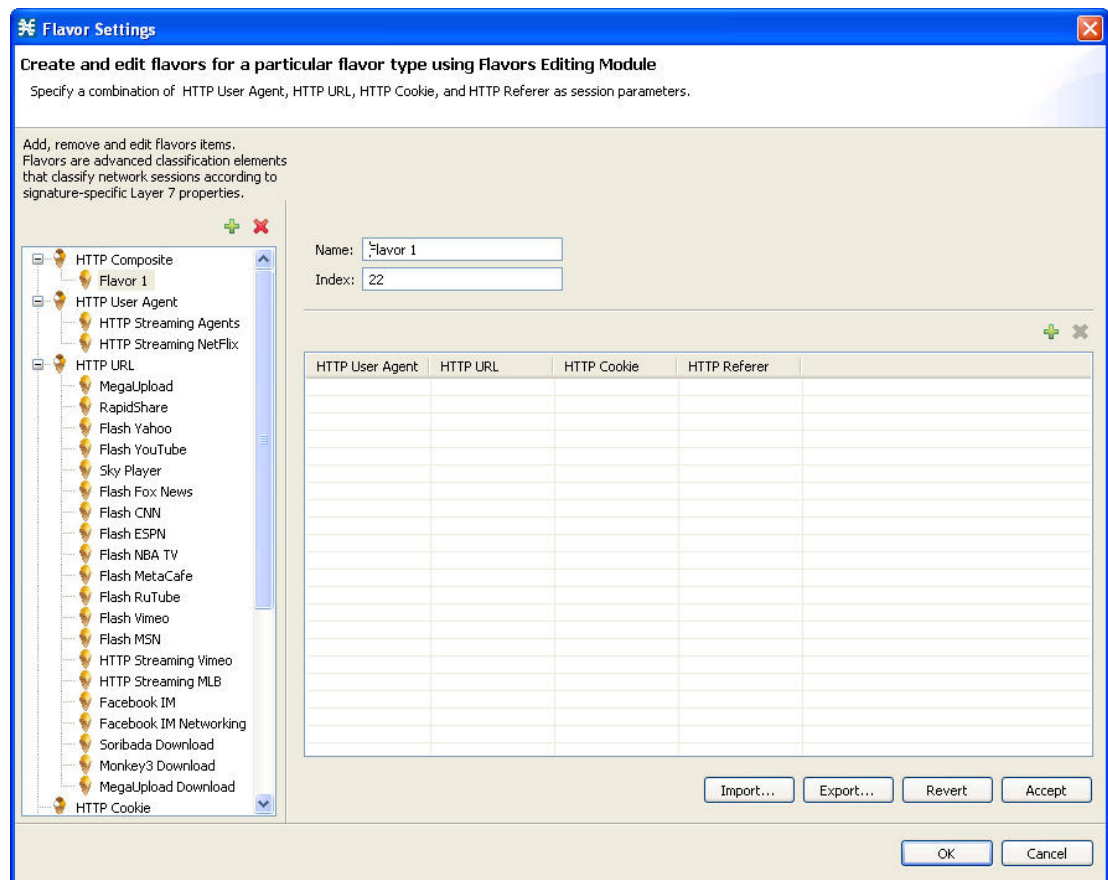 Flavor Settings
Create and edit flavors for a particular flavor type using Flavors Editing Module
Specify a combination of HTTP User Agent, HTTP URL, HTTP Cookie, and HTTP Referer as session parameters.
Add, remove and edit flavors items.
Flavors are advanced classification elements
that classify network sessions according to
signature-specific Layer 7 properties.
HTTP Composite
Flavor 1
HTTP User Agent
HTTP Streaming Agents
HTTP Streaming NetFlix
HTTP URL
MegaUpload
RapidShare
Flash Yahoo
Flash YouTube
Sky Player
Flash Fox News
Flash CNN
Flash ESPN
Flash NBA TV
Flash MetaCafe
Flash RuTube
Flash Vimeo
Flash MSN
HTTP Streaming Vimeo
HTTP Streaming MLB
Facebook IM
Facebook IM Networking
Soribada Download
Monkey3 Download
MegaUpload Download
HTTP Cookie
Name: Flavor 1
Index: 22
HTTP User Agent HTTP URL HTTP Cookie HTTP Referer
Import... Export... Revert Accept
OK Cancel